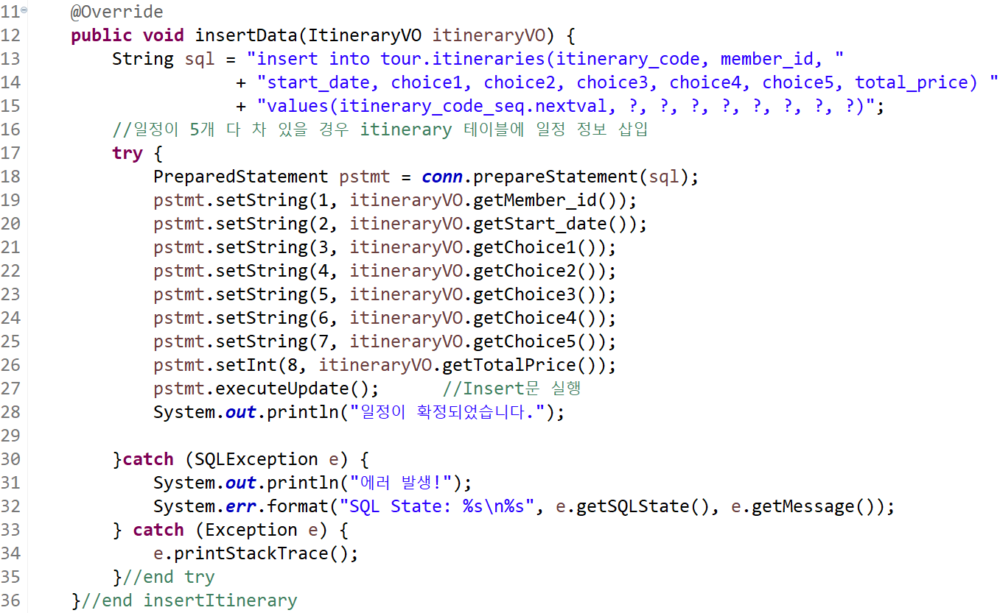 11 @Override
12 public void insertData(ItineraryVO itineraryVO) {
13 String sql = "insert into tour.itineraries(itinerary_code, member_id, "
14 + "start_date, choice1, choice2, choice3, choice4, choice5, total_price) "
15 + "values(itinerary_code_seq.nextval, ?, ?, ?, ?, ?, ?, ?, ?)";
16 //일정이 5개 다 차 있을 경우 itinerary 테이블에 일정 정보 삽입
17 try {
18 PreparedStatement pstmt = conn.prepareStatement(sql);
19 pstmt.setString(1, itineraryVO.getMember_id());
20 pstmt.setString(2, itineraryVO.getStart_date());
21 pstmt.setString(3, itineraryVO.getChoice1());
22 pstmt.setString(4, itineraryVO.getChoice2());
23 pstmt.setString(5, itineraryVO.getChoice3());
24 pstmt.setString(6, itineraryVO.getChoice4());
25 pstmt.setString(7, itineraryVO.getChoice5());
26 pstmt.setInt(8, itineraryVO.getTotalPrice());
27 pstmt.executeUpdate(); //Insert문 실행
28 System.out.println("일정이 확정되었습니다.");
29
30 }catch (SQLException e) {
31 System.out.println("에러 발생!");
32 System.err.format("SQL State: %s\n%s", e.getSQLState(), e.getMessage());
33 } catch (Exception e) {
34 e.printStackTrace();
35 }//end try
36 }//end insertItinerary